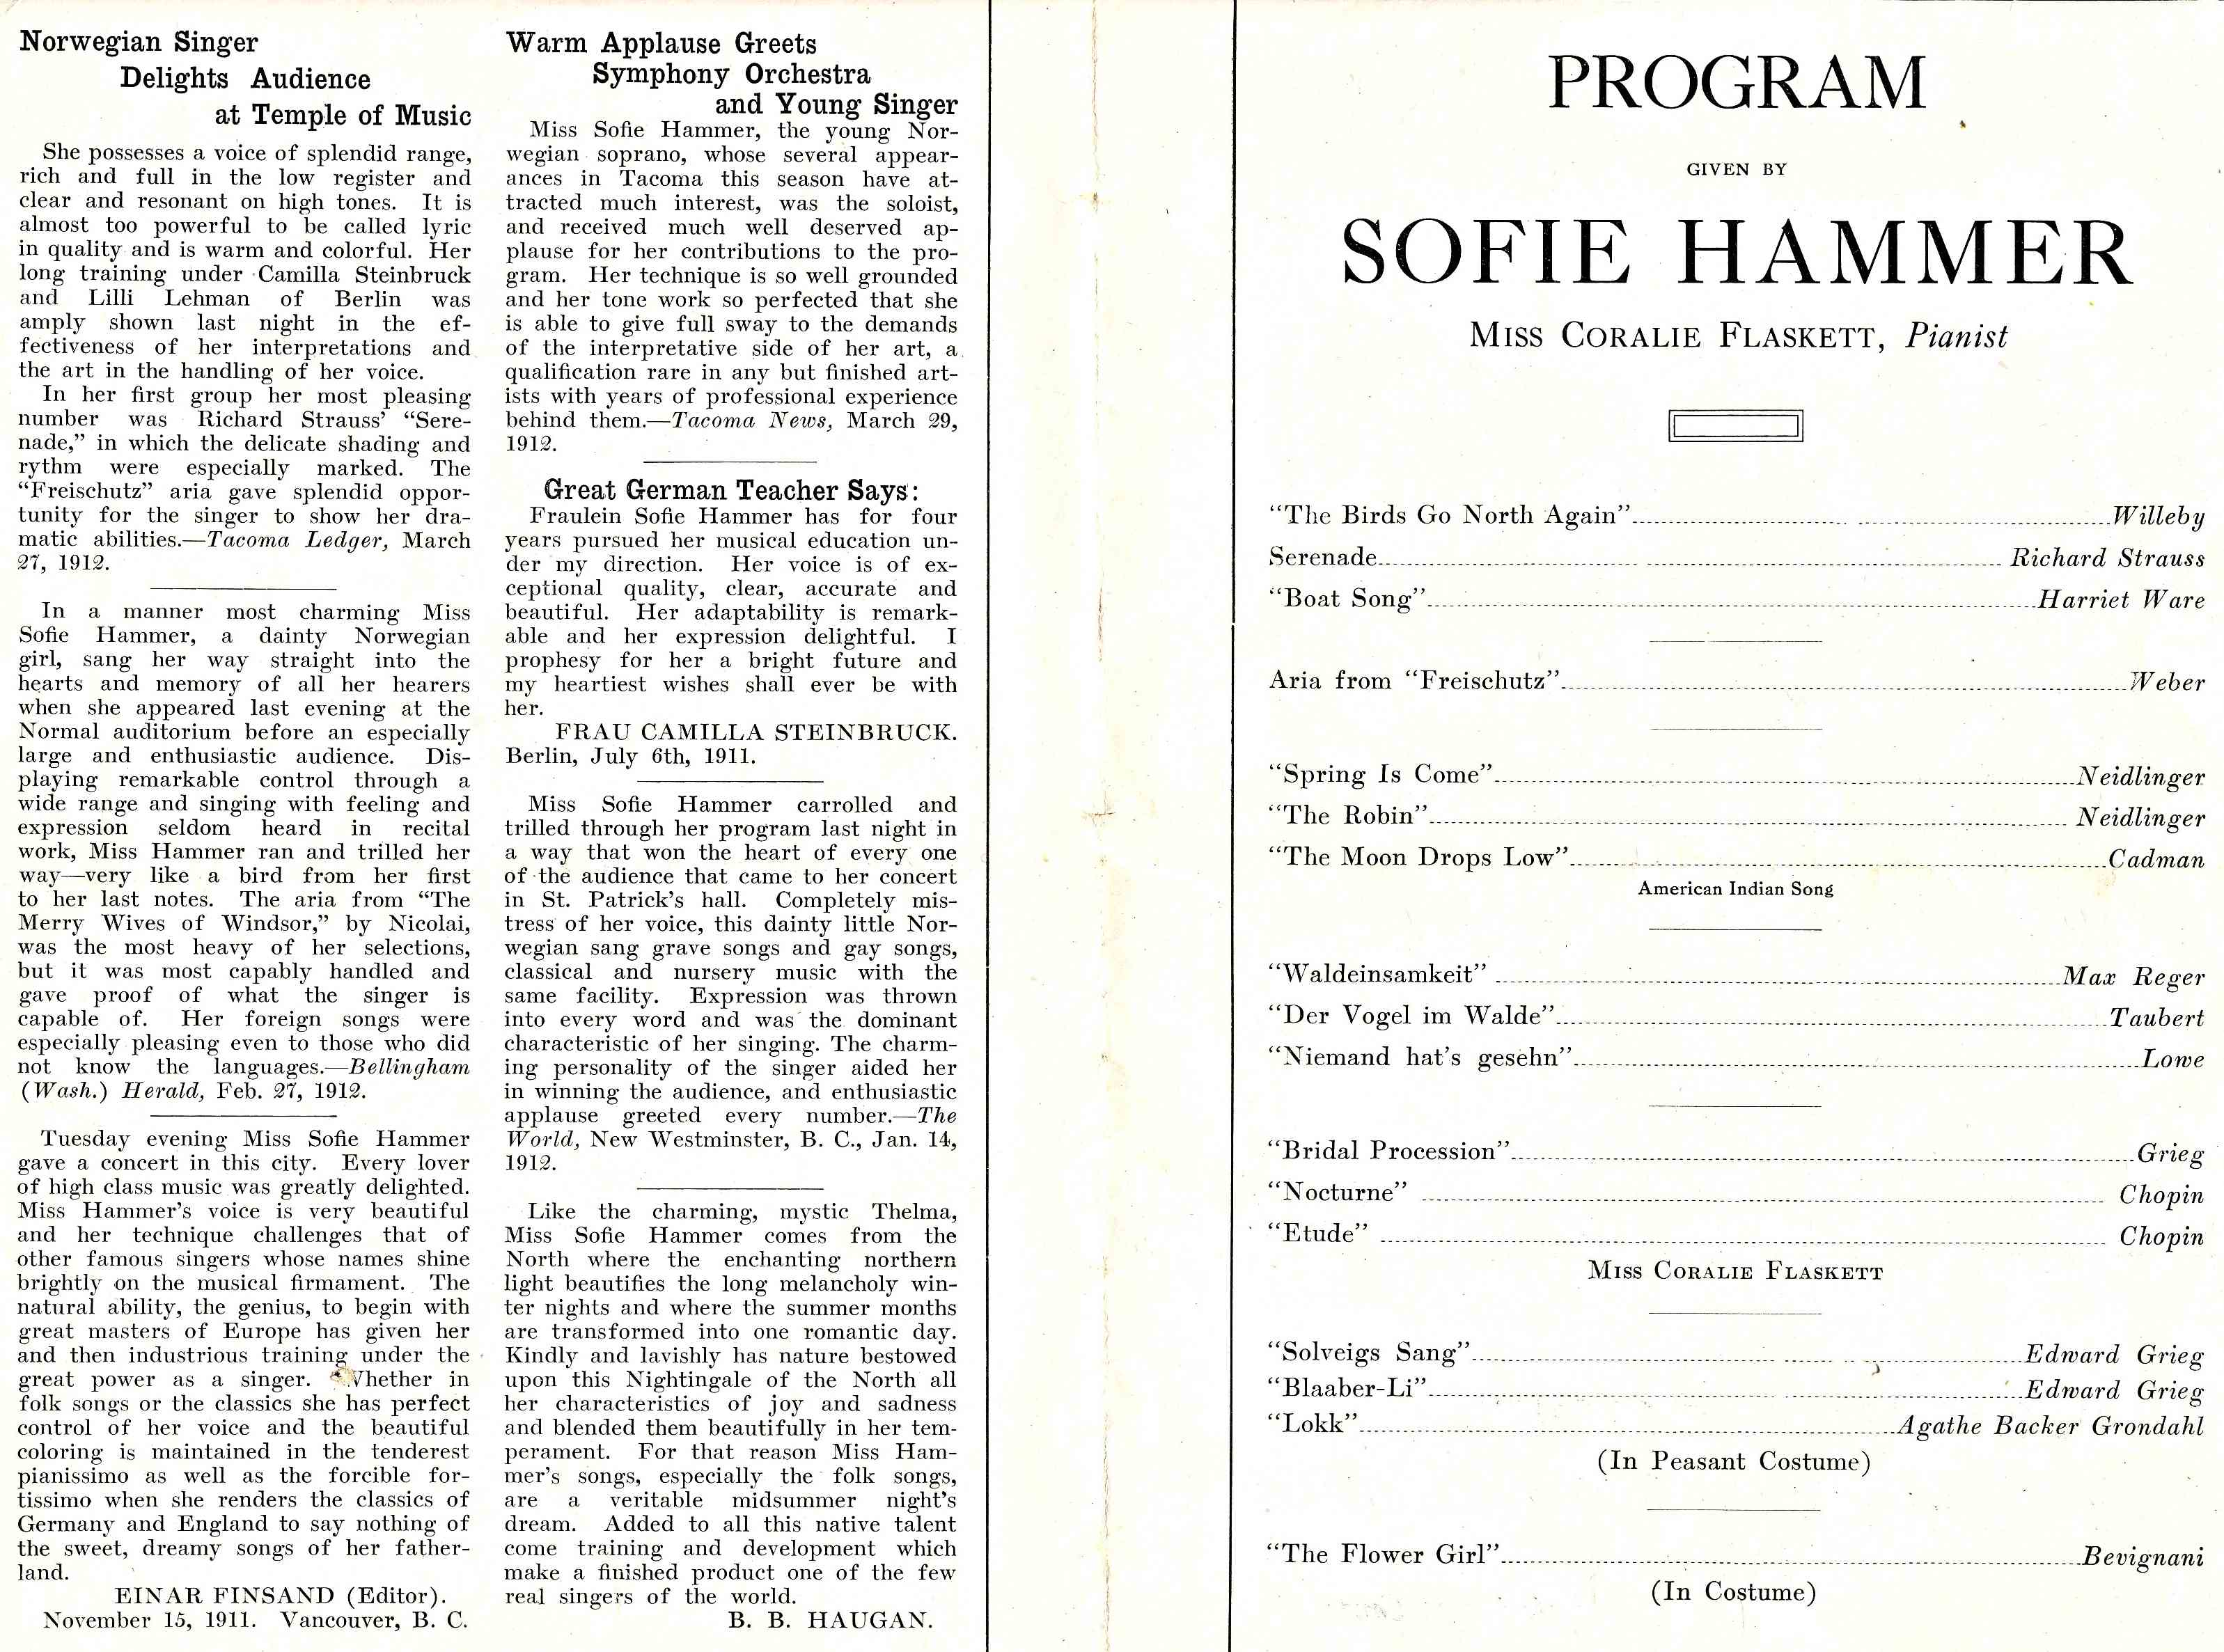 Norwegian Singer
Delights Audience
at Temple of Music
She possesses a voice of splendid range,
rich and full in the low register and
clear and resonant on high tones. It is
almost too powerful to be called lyric
in quality and is warm and colorful. Her
long training under Camilla Steinbruck
and Lilli Lehman of Berlin was
amply shown last night in the ef-
fectiveness of her interpretations and
the art in the handling of her voice.
In her first group her most pleasing
number was Richard Strauss' “Sere-
nade,” in which the delicate shading and
rythm were especially marked. The
“Freischutz” aria gave splendid oppor-
tunity for the singer to show her dra-
matic abilities.—Tacoma Ledger, March
27, 1912.
In a manner most charming Miss
Sofie Hammer, a dainty Norwegian
girl, sang her way straight into the
hearts and memory of all her hearers
when she appeared last evening at the
Normal auditorium before an especially
large and enthusiastic audience. Dis-
playing remarkable control through a
wide range and singing with feeling and
expression seldom heard in recital
work, Miss Hammer ran and trilled her
way—very like a bird from her first
to her last notes. The aria from “The
Merry Wives of Windsor,” by Nicolai,
was the most heavy of her selections,
but it was most capably handled and
gave proof of what the singer is
capable of. Her foreign songs were
especially pleasing even to those who did
not know the languages.—Bellingham
(Wash.) Herald, Feb. 27, 1912.
Tuesday evening Miss Sofie Hammer
gave a concert in this city. Every lover
of high class music was greatly delighted.
Miss Hammer's voice is very beautiful
and her technique challenges that of
other famous singers whose names shine
brightly on the musical firmament. The
natural ability, the genius, to begin with
great masters of Europe has given her
and then industrious training under the
great power as a singer. Whether in
folk songs or the classics she has perfect
control of her voice and the beautiful
coloring is maintained in the tenderest
pianissimo as well as the forcible for-
tissimo when she renders the classics of
Germany and England to say nothing of
the sweet, dreamy songs of her father-
land.
EINAR FINSAND (Editor).
November 15, 1911. Vancouver, B. C.
Warm Applause Greets
Symphony Orchestra
and Young Singer
Miss Sofie Hammer, the young Nor-
wegian soprano, whose several appear-
ances in Tacoma this season have at-
tracted much interest, was the soloist,
and received much well deserved ap-
plause for her contributions to the pro-
gram. Her technique is so well grounded
and her tone work so perfected that she
is able to give full sway to the demands
of the interpretative side of her art, a
qualification rare in any but finished art-
ists with years of professional experience
behind them.—Tacoma News, March 29,
1912.
Great German Teacher Says:
Fraulein Sofie Hammer has for four
years pursued her musical education un-
der my direction. Her voice is of ex-
ceptional quality, clear, accurate and
beautiful. Her adaptability is remark-
able and her expression delightful. I
prophesy for her a bright future and
my heartiest wishes shall ever be with
her.
FRAU CAMILLA STEINBRUCK.
Berlin, July 6th, 1911.
Miss Sofie Hammer carrolled and
trilled through her program last night in
a way that won the heart of every one
of the audience that came to her concert
in St. Patrick's hall. Completely mis-
tress of her voice, this dainty little Nor-
wegian sang grave songs and gay songs,
classical and nursery music with the
same facility. Expression was thrown
into every word and was the dominant
characteristic of her singing. The charm-
ing personality of the singer aided her
in winning the audience, and enthusiastic
applause greeted every number.—The
World, New Westminster, B. C., Jan. 14,
1912.
Like the charming, mystic Thelma,
Miss Sofie Hammer comes from the
North where the enchanting northern
light beautifies the long melancholy win-
ter nights and where the summer months
are transformed into one romantic day.
Kindly and lavishly has nature bestowed
upon this Nightingale of the North all
her characteristics of joy and sadness
and blended them beautifully in her tem-
perament. For that reason Miss Ham-
mer's songs, especially the folk songs,
are a veritable midsummer night's
dream. Added to all this native talent
come training and development which
make a finished product one of the few
real singers of the world.
B. B. HAUGAN.
PROGRAM
GIVEN BY
SOFIE HAMMER
MISS CORALIE FLASKETT, Pianist
“The Birds Go North Again” Willeby
Serenade Richard Strauss
“Boat Song” Harriet Ware
Aria from “Freischutz” Weber
“Spring Is Come” Neidlinger
“The Robin” Neidlinger
“The Moon Drops Low” Cadman
American Indian Song
“Waldeinsamkeit” Max Reger
“Der Vogel im Walde” Taubert
“Niemand hat's gesehn” Lowe
“Bridal Procession” Grieg
“Nocturne” Chopin
“Etude” Chopin
MISS CORALIE FLASKETT
“Solveigs Sang” Edward Grieg
“Blaaber-Li” Edward Grieg
“Lokk” Agathe Backer Grondahl
(In Peasant Costume)
“The Flower Girl” Bevignani
(In Costume)